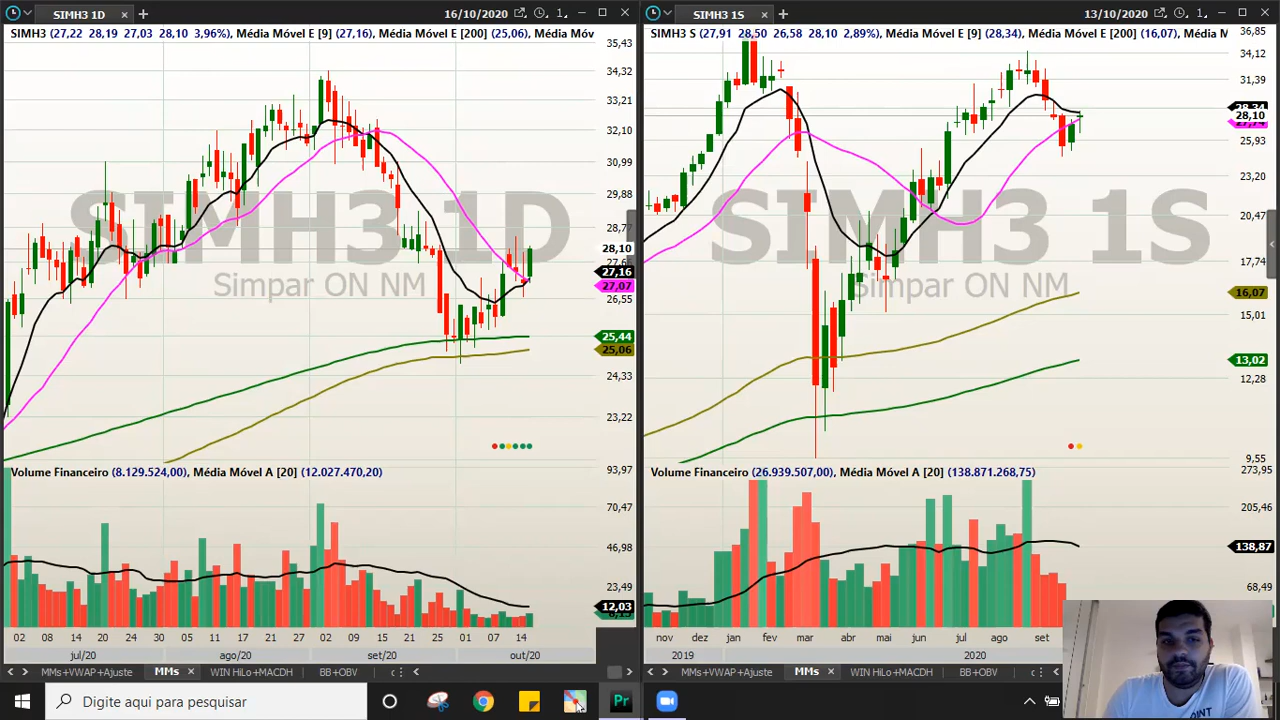 SIMH3 1D
16/10/2020
1
SIMH3 (27,22 28,19 27,03 28,10 3,96%), Média Móvel E [9] (27,16), Média Móvel E [200] (25,06), Média Móv
35,43
34,32
33,21
32,10
30,99
29,88
28,77
28,10
27,16
27,07
26,55
25,44
25,06
24,33
23,22
SIMH3 1D
Simpar ON NM
Volume Financeiro (8.129.524,00), Média Móvel A [20] (12.027.470,20)
93,97
70,47
46,98
23,49
12,03
02 08 14 20 24 30 05 11 17 21 27 02 09 15 21 25 01 07 14
jul/20 ago/20 set/20 out/20
MMs+VWAP+Ajuste MMs WIN HiLo+MACDH BB+OBV
SIMH3 1S
13/10/2020
1
SIMH3 S (27,91 28,50 26,58 28,10 2,89%), Média Móvel E [9] (28,34), Média Móvel E [200] (16,07), Média M
36,85
34,12
31,39
28,34
28,10
25,93
23,20
20,47
17,74
16,07
15,01
13,02
12,28
9,55
SIMH3 1S
Simpar ON NM
Volume Financeiro (26.939.507,00), Média Móvel A [20] (138.871.268,75)
273,95
205,46
138,87
68,49
nov dez jan fev mar abr mai jun jul ago set
2019 2020
MMs+VWAP+Ajuste MMs WIN HiLo+MACDH BB+OBV
Digite aqui para pesquisar
Pr